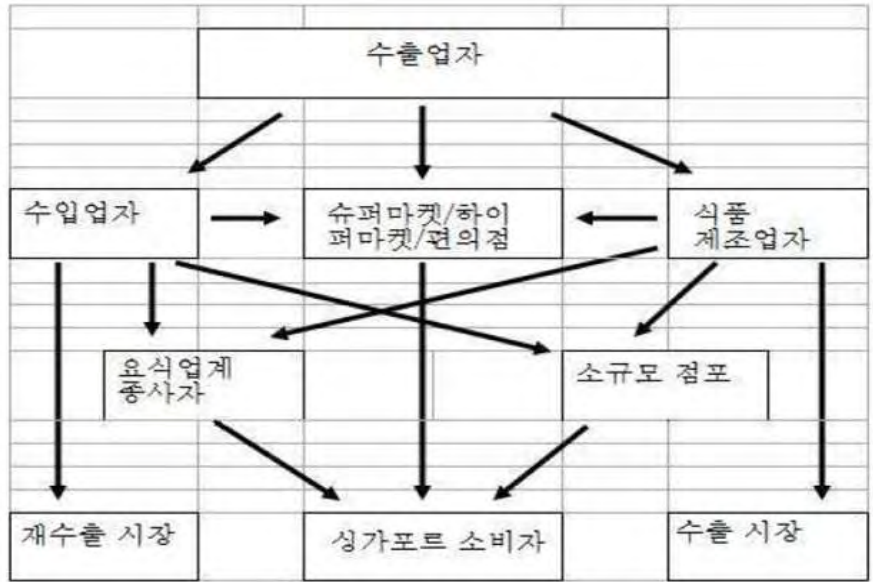 수출업자
수입업자
슈퍼마켓/하이
퍼마켓/편의점
식품
제조업자
요식업계
종사자
소규모 점포
재수출 시장
싱가포르 소비자
수출 시장